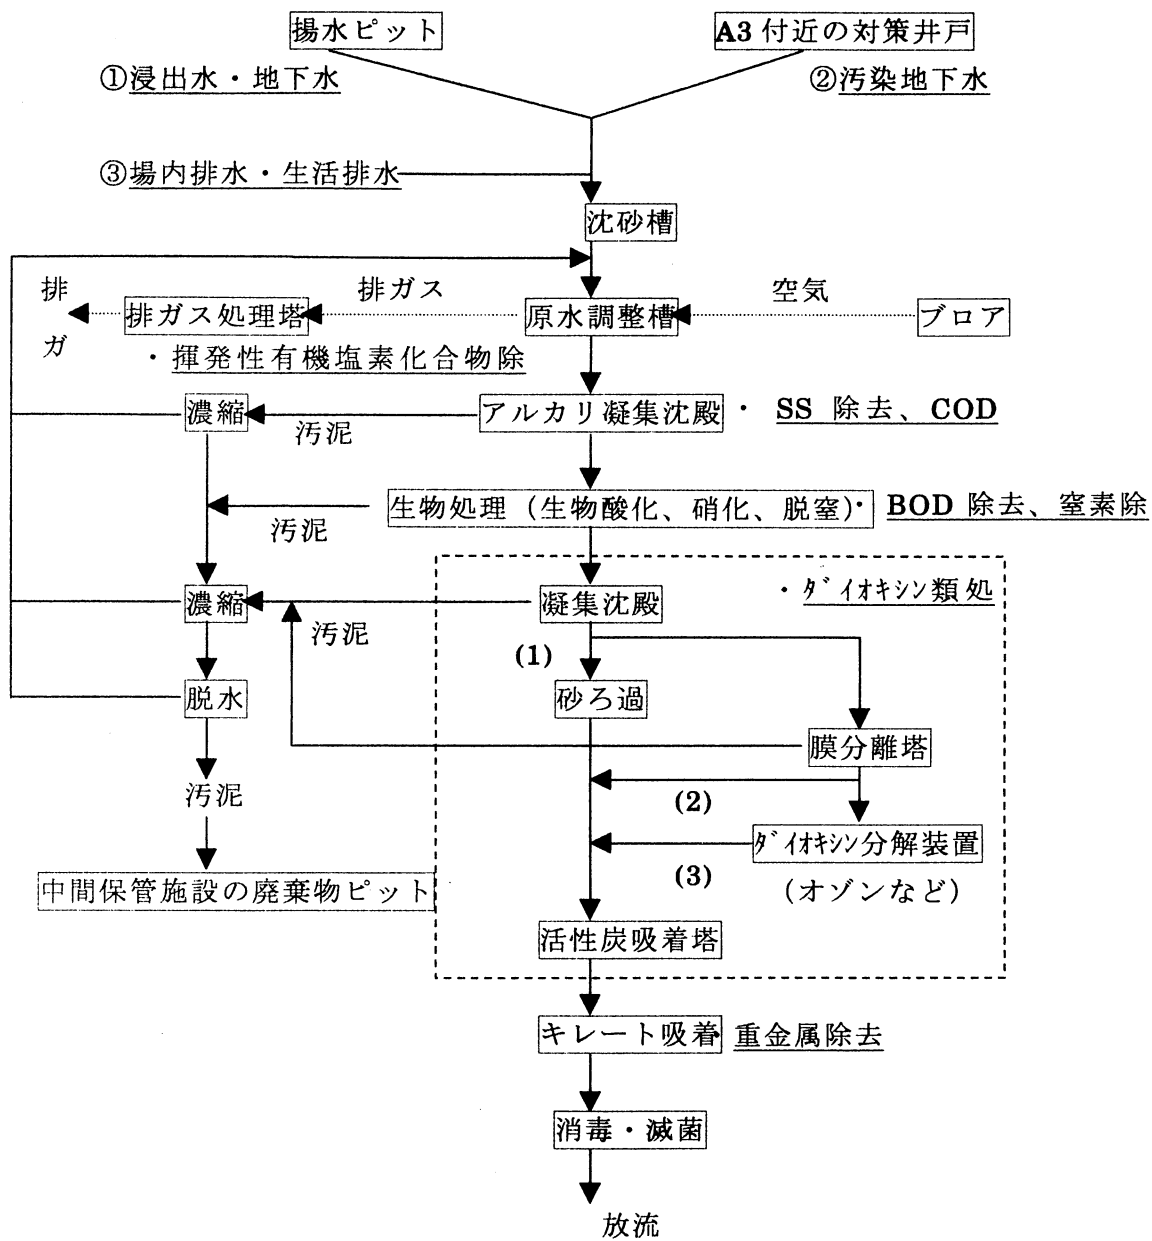 揚水ピット
A3 付近の対策井戸
①浸出水・地下水
②汚染地下水
③場内排水・生活排水
沈砂槽
排
ガ
排ガス処理塔
排ガス
原水調整槽
空気
ブロア
・揮発性有機塩素化合物除
濃縮
汚泥
アルカリ凝集沈殿
・ SS 除去、COD
汚泥
生物処理（生物酸化、硝化、脱窒）
・ BOD 除去、窒素除
・ﾀﾞｲｵｷｼﾝ類処
濃縮
汚泥
凝集沈殿
(1)
脱水
砂ろ過
膜分離塔
汚泥
(2)
ﾀﾞｲｵｷｼﾝ分解装置
(3)
（オゾンなど）
中間保管施設の廃棄物ピット
活性炭吸着塔
キレート吸着
・重金属除去
消毒・滅菌
放流